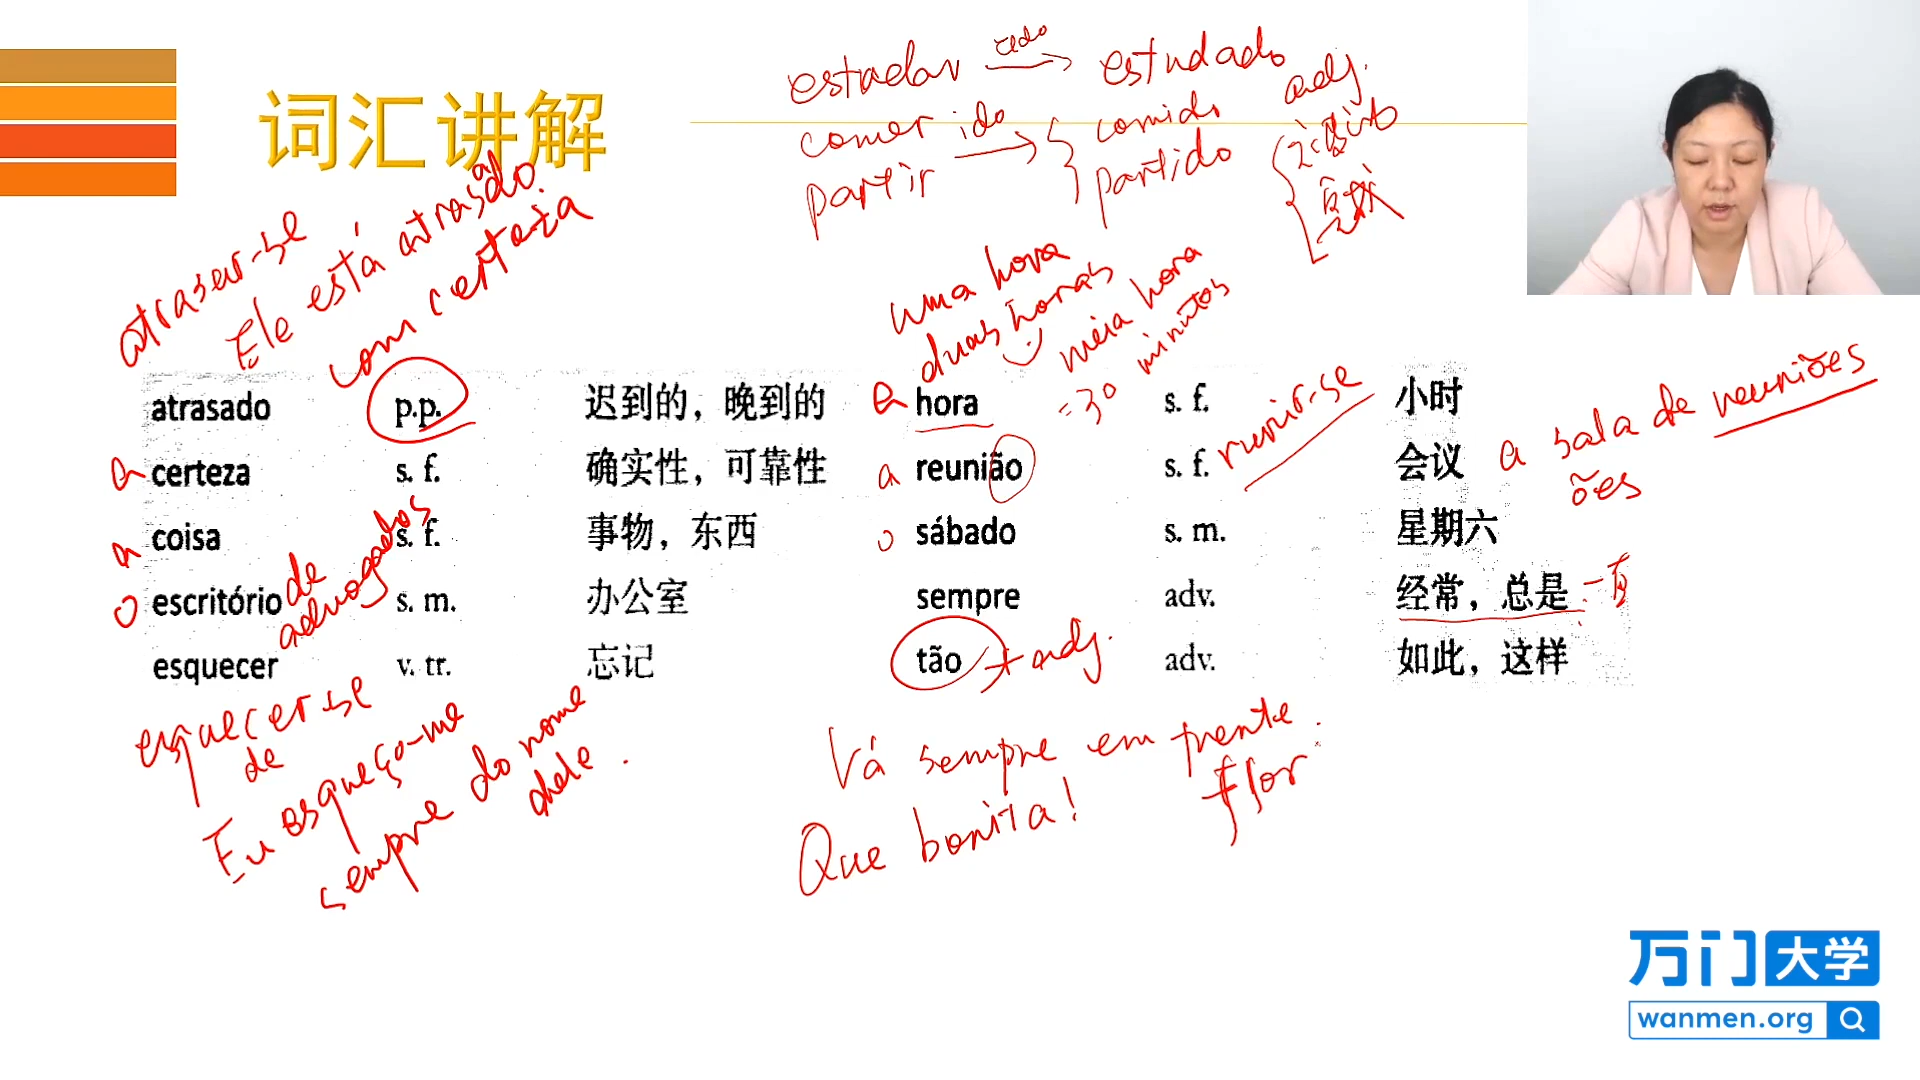 词汇讲解
estudar ado estudado adj.
comer ido comido
partir partido
atrasar-se
Ele está atrasado.
com certeza
uma hora
duas horas
meia hora
= 30 minutos
atrasado p.p. 迟到的，晚到的
a certeza s. f. 确实性，可靠性
a coisa s. f. 事物，东西
o escritório de advogados s. m. 办公室
esquecer v. tr. 忘记
a hora s. f. 小时
a reunião s. f. reunir-se 会议
a sala de reuniões
ões
o sábado s. m. 星期六
sempre adv. 经常，总是
tão + adj. adv. 如此，这样
esquecer-se
de
Eu esqueço-me
sempre do nome
dele.
Vá sempre em frente.
Que bonita! flor
万门大学
wanmen.org